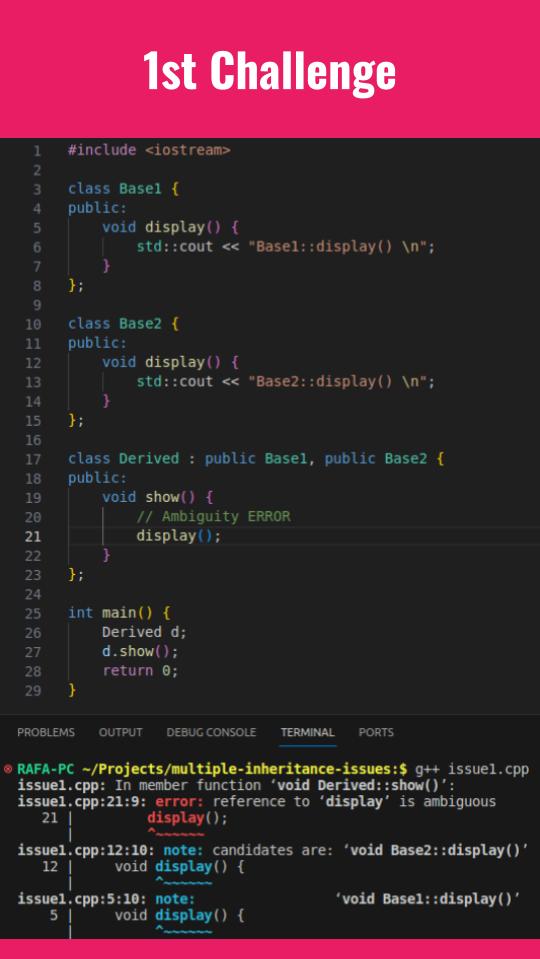 1st Challenge
1 #include <iostream>
2
3 class Base1 {
4 public:
5     void display() {
6         std::cout << "Base1::display() \n";
7     }
8 };
9
10 class Base2 {
11 public:
12     void display() {
13         std::cout << "Base2::display() \n";
14     }
15 };
16
17 class Derived : public Base1, public Base2 {
18 public:
19     void show() {
20         // Ambiguity ERROR
21         display();
22     }
23 };
24
25 int main() {
26     Derived d;
27     d.show();
28     return 0;
29 }
PROBLEMS OUTPUT DEBUG CONSOLE TERMINAL PORTS
RAFA-PC ~/Projects/multiple-inheritance-issues:$ g++ issue1.cpp
issue1.cpp: In member function ‘void Derived::show()’:
issue1.cpp:21:9: error: reference to ‘display’ is ambiguous
   21 |         display();
      |         ^~~~~~~
issue1.cpp:12:10: note: candidates are: ‘void Base2::display()’
   12 |     void display() {
      |          ^~~~~~~
issue1.cpp:5:10: note:                 ‘void Base1::display()’
    5 |     void display() {
      |          ^~~~~~~